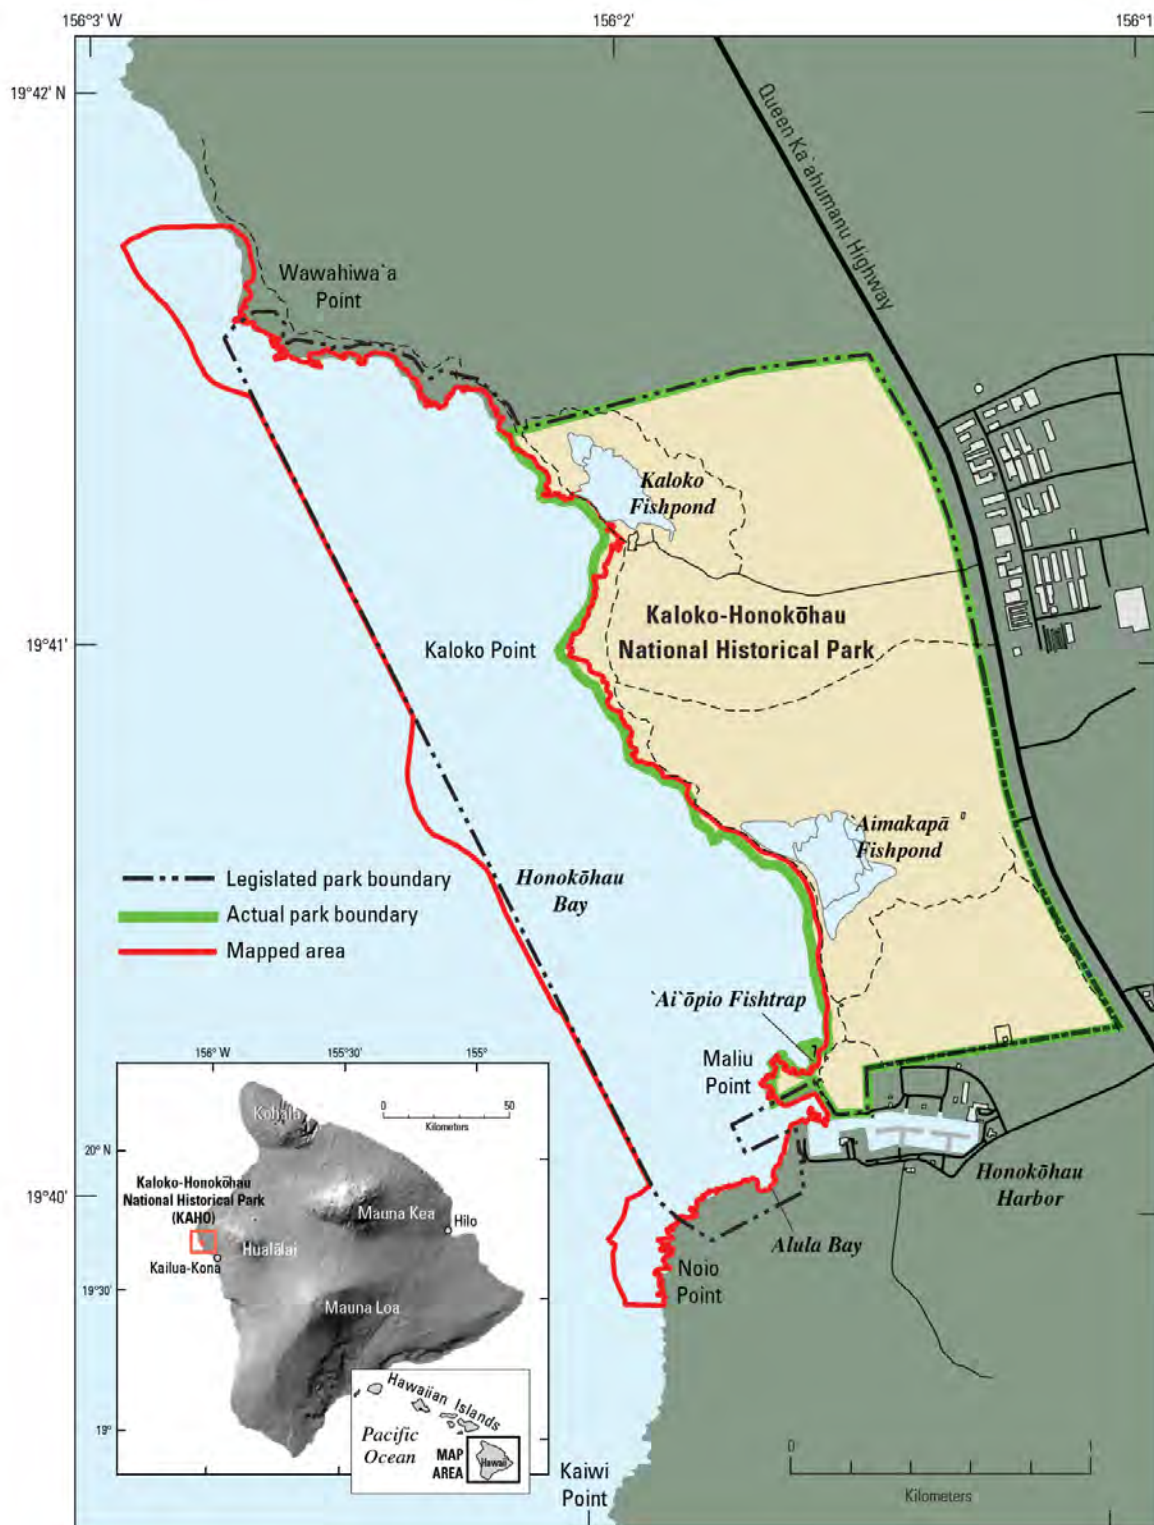 156°3' W
156°2'
156°1
19°42' N
Queen Ka`ahumanu Highway
Wawahiwa`a
Point
Kaloko
Fishpond
Kaloko-Honokōhau
National Historical Park
19°41'
Kaloko Point
`Aimakapā
Fishpond
Legislated park boundary
Actual park boundary
Mapped area
Honokōhau
Bay
`Ai`ōpio Fishtrap
Maliu
Point
Honokōhau
Harbor
Alula Bay
19°40'
Noio
Point
Kaiwi
Point
0 1
Kilometers
156° W
155°30'
155°
Kohala
0 50
Kilometers
20° N
Kaloko-Honokōhau
National Historical Park
(KAHO)
Mauna Kea
Hilo
Hualālai
Kailua-Kona
19°30'
Mauna Loa
19°
Hawaiian Islands
Pacific
Ocean
MAP
AREA
Hawaii